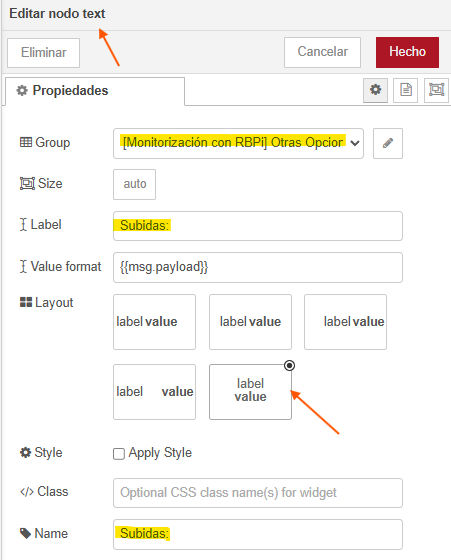 Editar nodo text
Eliminar
Cancelar
Hecho
Propiedades
Group
[Monitorización con RBPi] Otras Opcior
Size
auto
Label
Subidas:
Value format
{{msg.payload}}
Layout
label value
label value
label value
label value
label
value
Style
Apply Style
Class
Optional CSS class name(s) for widget
Name
Subidas: